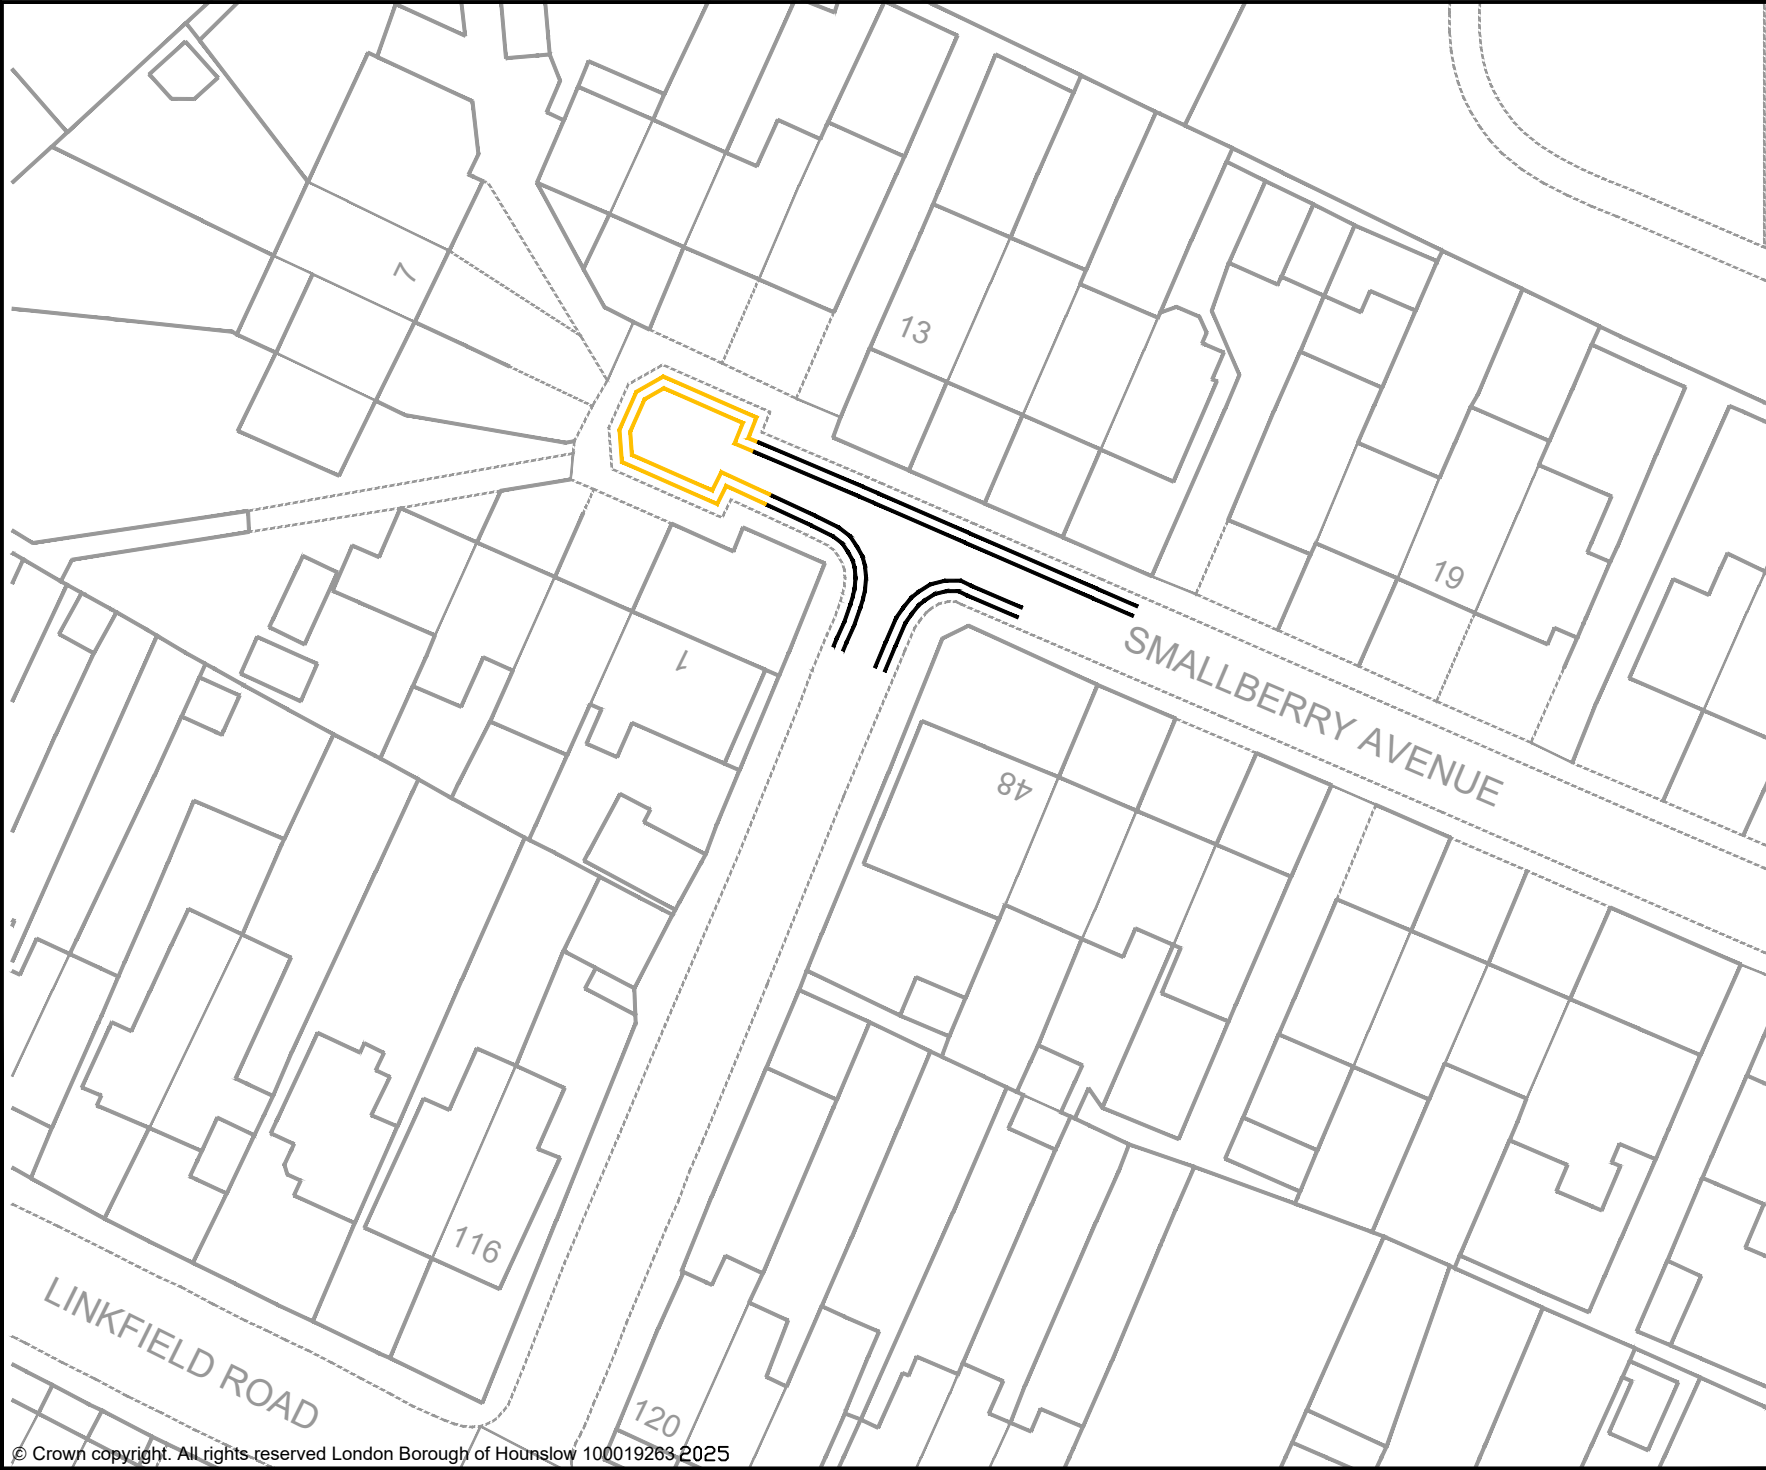 7
13
19
SMALLBERRY AVENUE
1
48
116
LINKFIELD ROAD
120
© Crown copyright. All rights reserved London Borough of Hounslow 100019263 2025